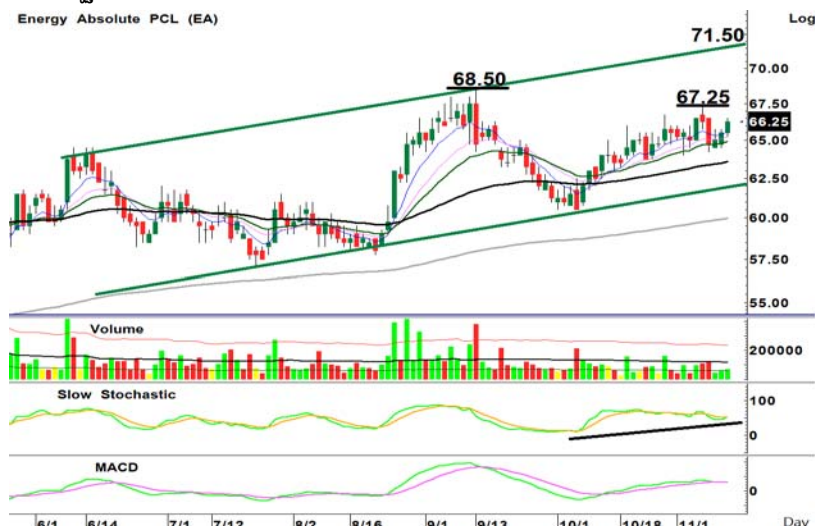 Energy Absolute PCL (EA)
Log
71.50
70.00
68.50
67.25
67.50
66.25
65.00
62.50
60.00
57.50
55.00
Volume
200000
Slow Stochastic
100
0
MACD
0
6/1 6/14 7/1 7/12 8/2 8/16 9/1 9/13 10/1 10/18 11/1 Day